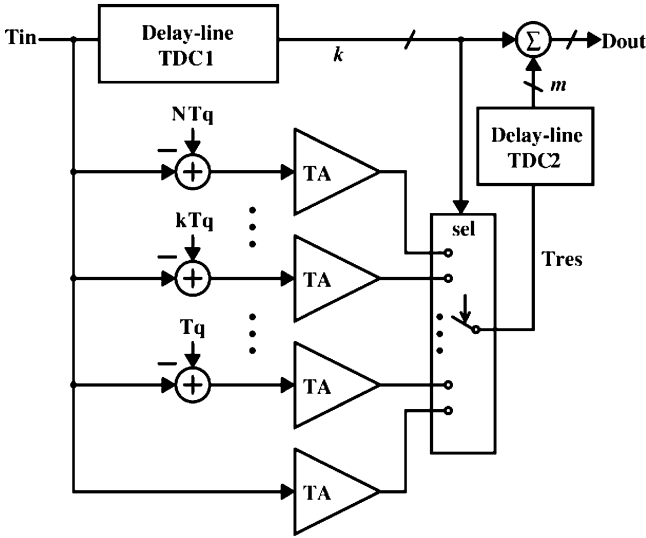 Tin
Delay-line
TDC1
k
Σ
Dout
m
Delay-line
TDC2
NTq
TA
kTq
TA
sel
Tres
Tq
TA
TA